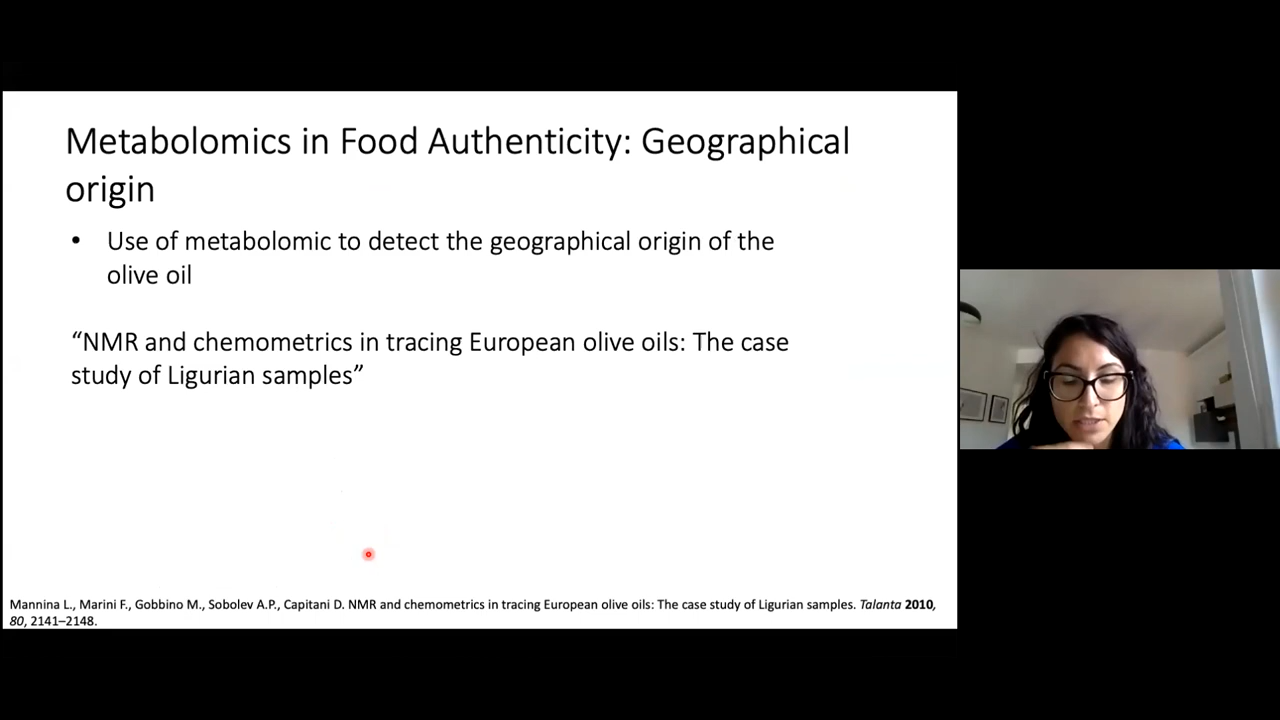 Metabolomics in Food Authenticity: Geographical
origin
• Use of metabolomic to detect the geographical origin of the
olive oil
“NMR and chemometrics in tracing European olive oils: The case
study of Ligurian samples”
Mannina L., Marini F., Gobbino M., Sobolev A.P., Capitani D. NMR and chemometrics in tracing European olive oils: The case study of Ligurian samples. Talanta 2010,
80, 2141–2148.